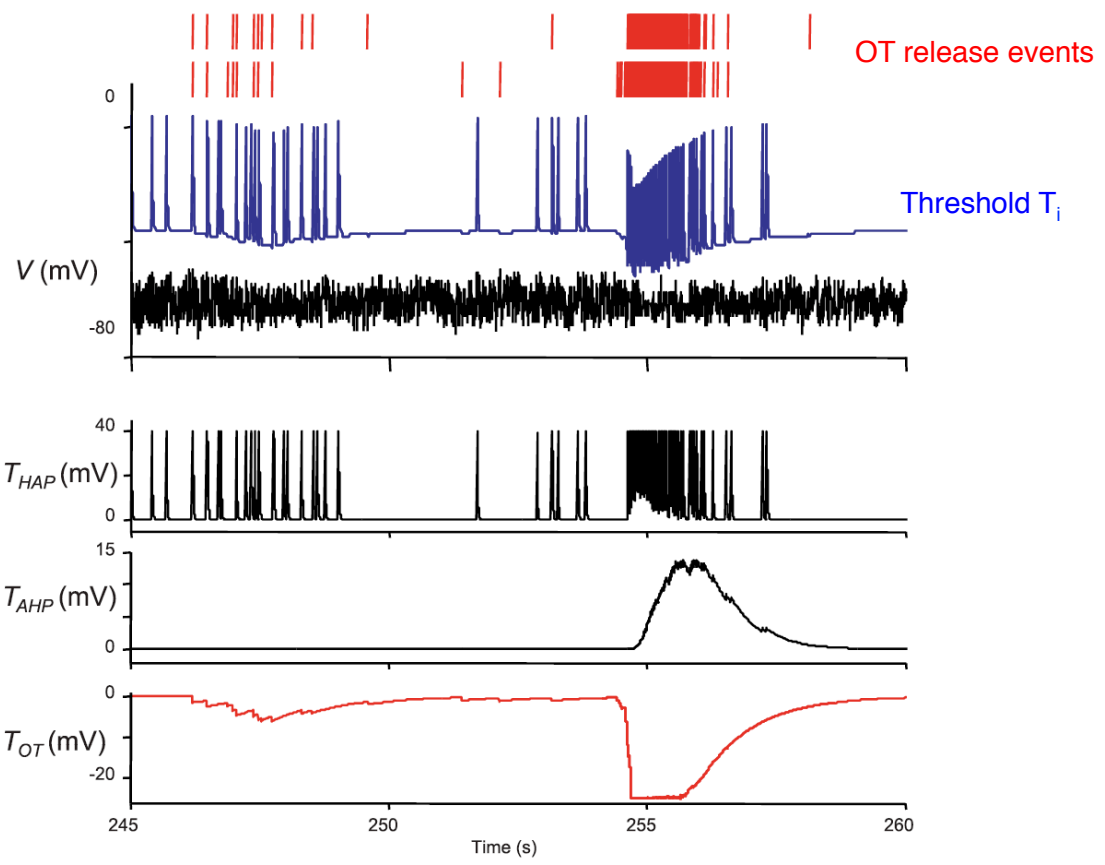 OT release events
0
Threshold Ti
V (mV)
-80
40
THAP (mV)
0
15
TAHP (mV)
0
0
TOT (mV)
-20
245 250 255 260
Time (s)